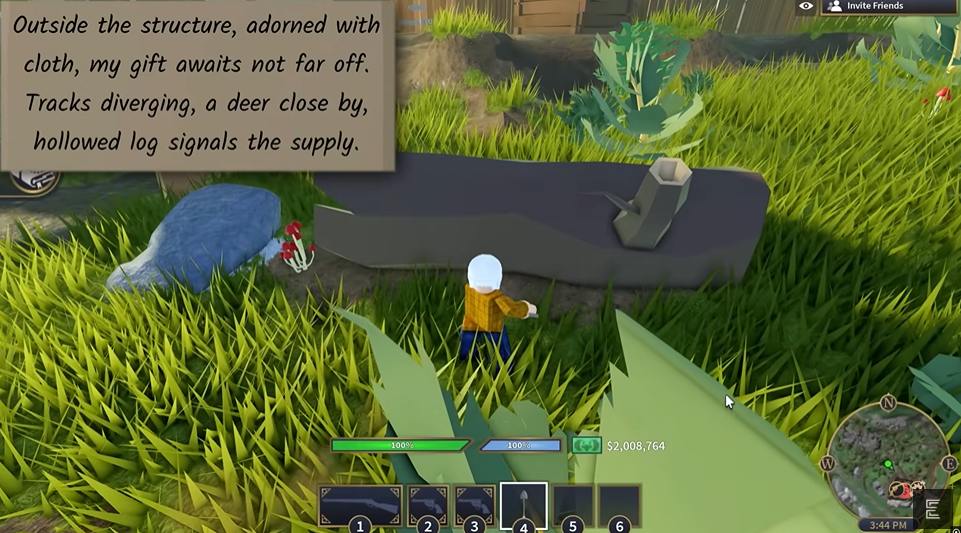 Outside the structure, adorned with
cloth, my gift awaits not far off.
Tracks diverging, a deer close by,
hollowed log signals the supply.
Invite Friends
100%
100%
$2,008,764
1
2
3
4
5
6
N
W
E
3:44 PM
E